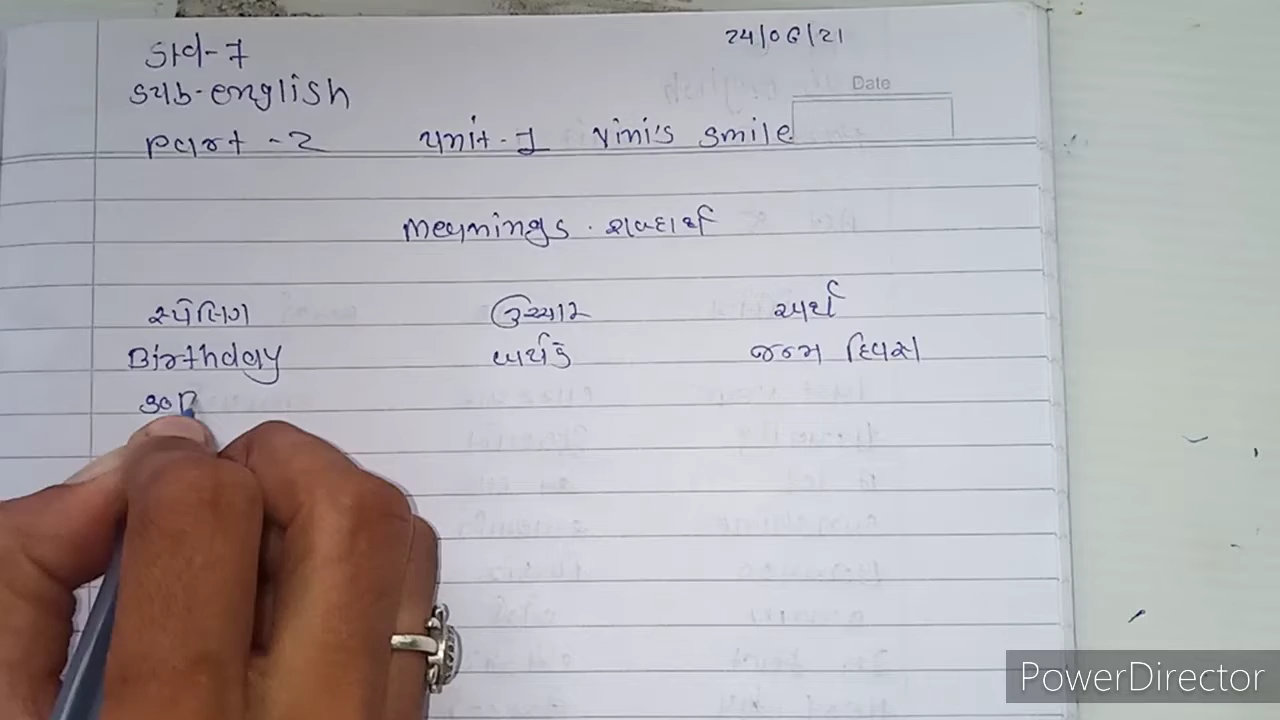 ધોરણ-7 24/06/21
Sub-english Date
Part-2 unit-1 Vini's smile
Meanings. શબ્દાર્થ
સ્પેલિંગ ઉચ્ચાર અર્થ
Birthday બર્થડે જન્મ દિવસ
PowerDirector